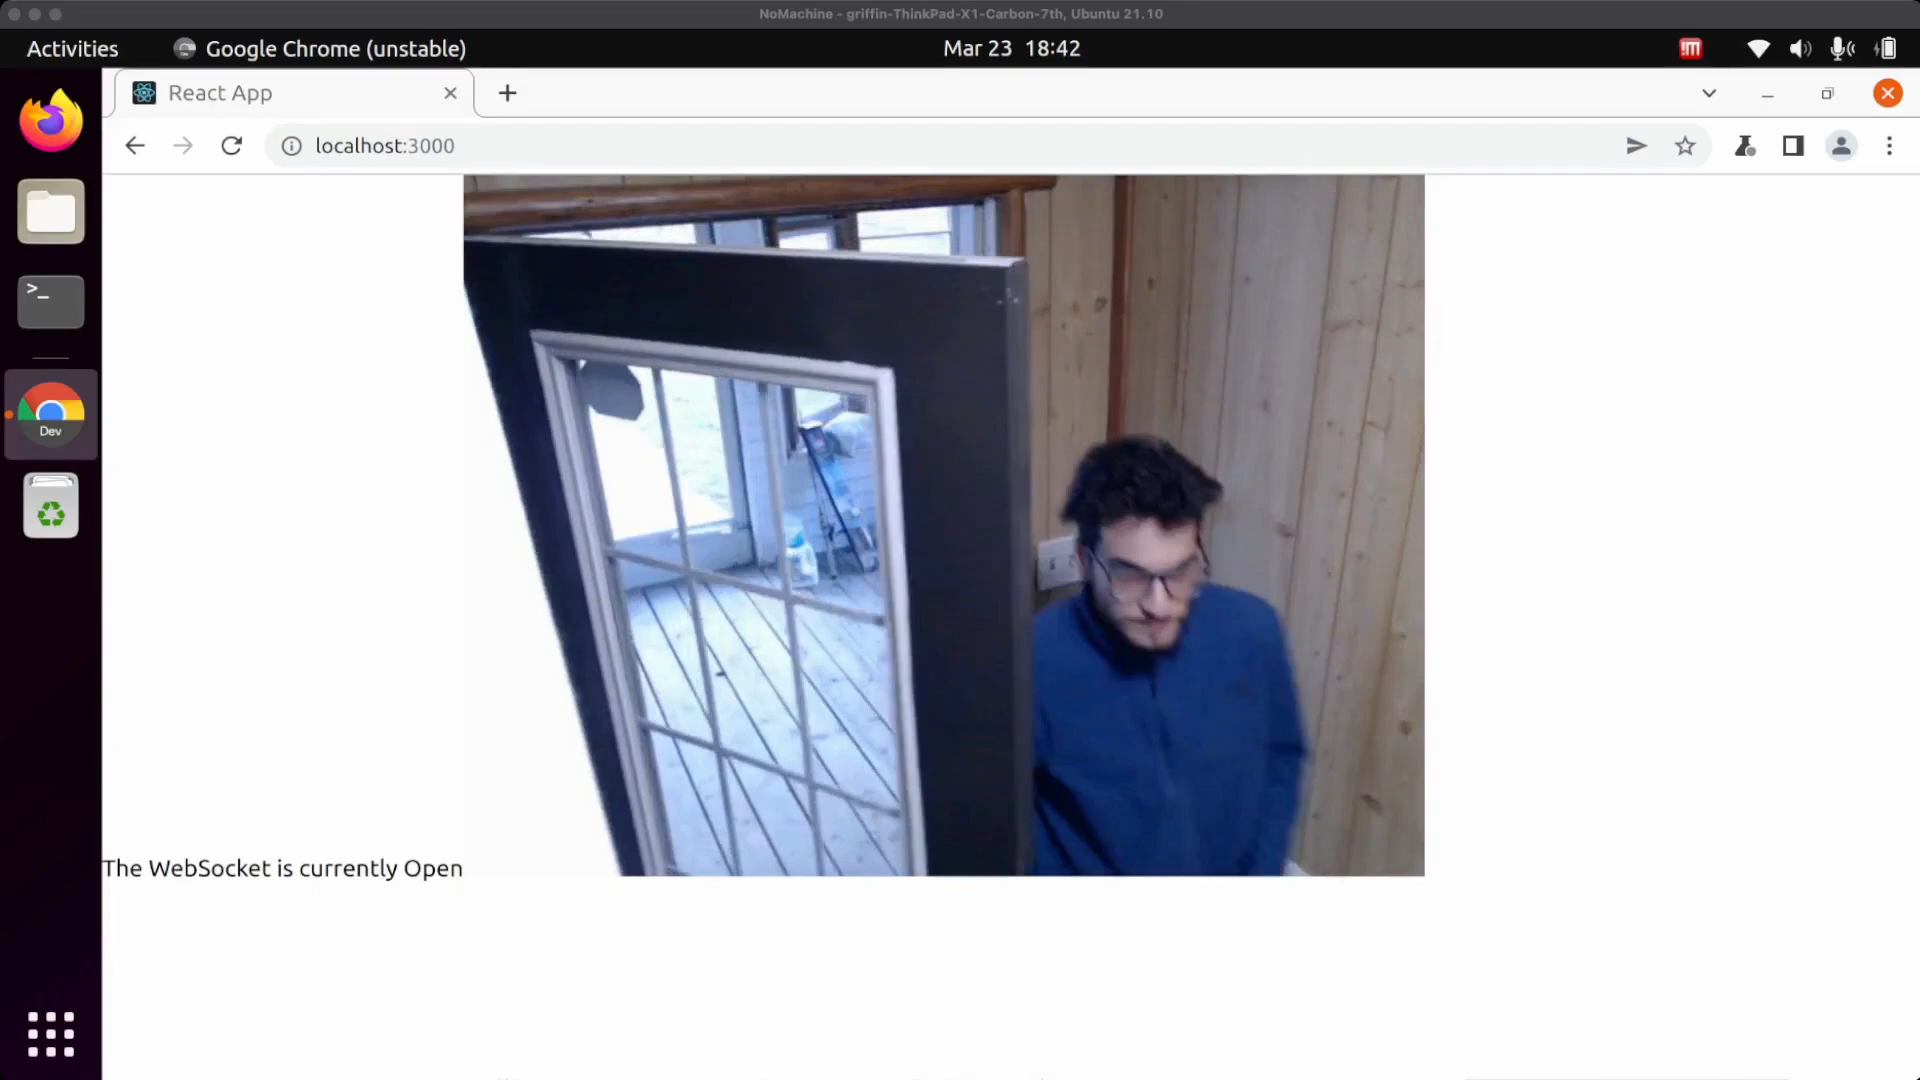 NoMachine - griffin-ThinkPad-X1-Carbon-7th, Ubuntu 21.10
Activities
Google Chrome (unstable)
Mar 23 18:42
React App
localhost:3000
Dev
The WebSocket is currently Open